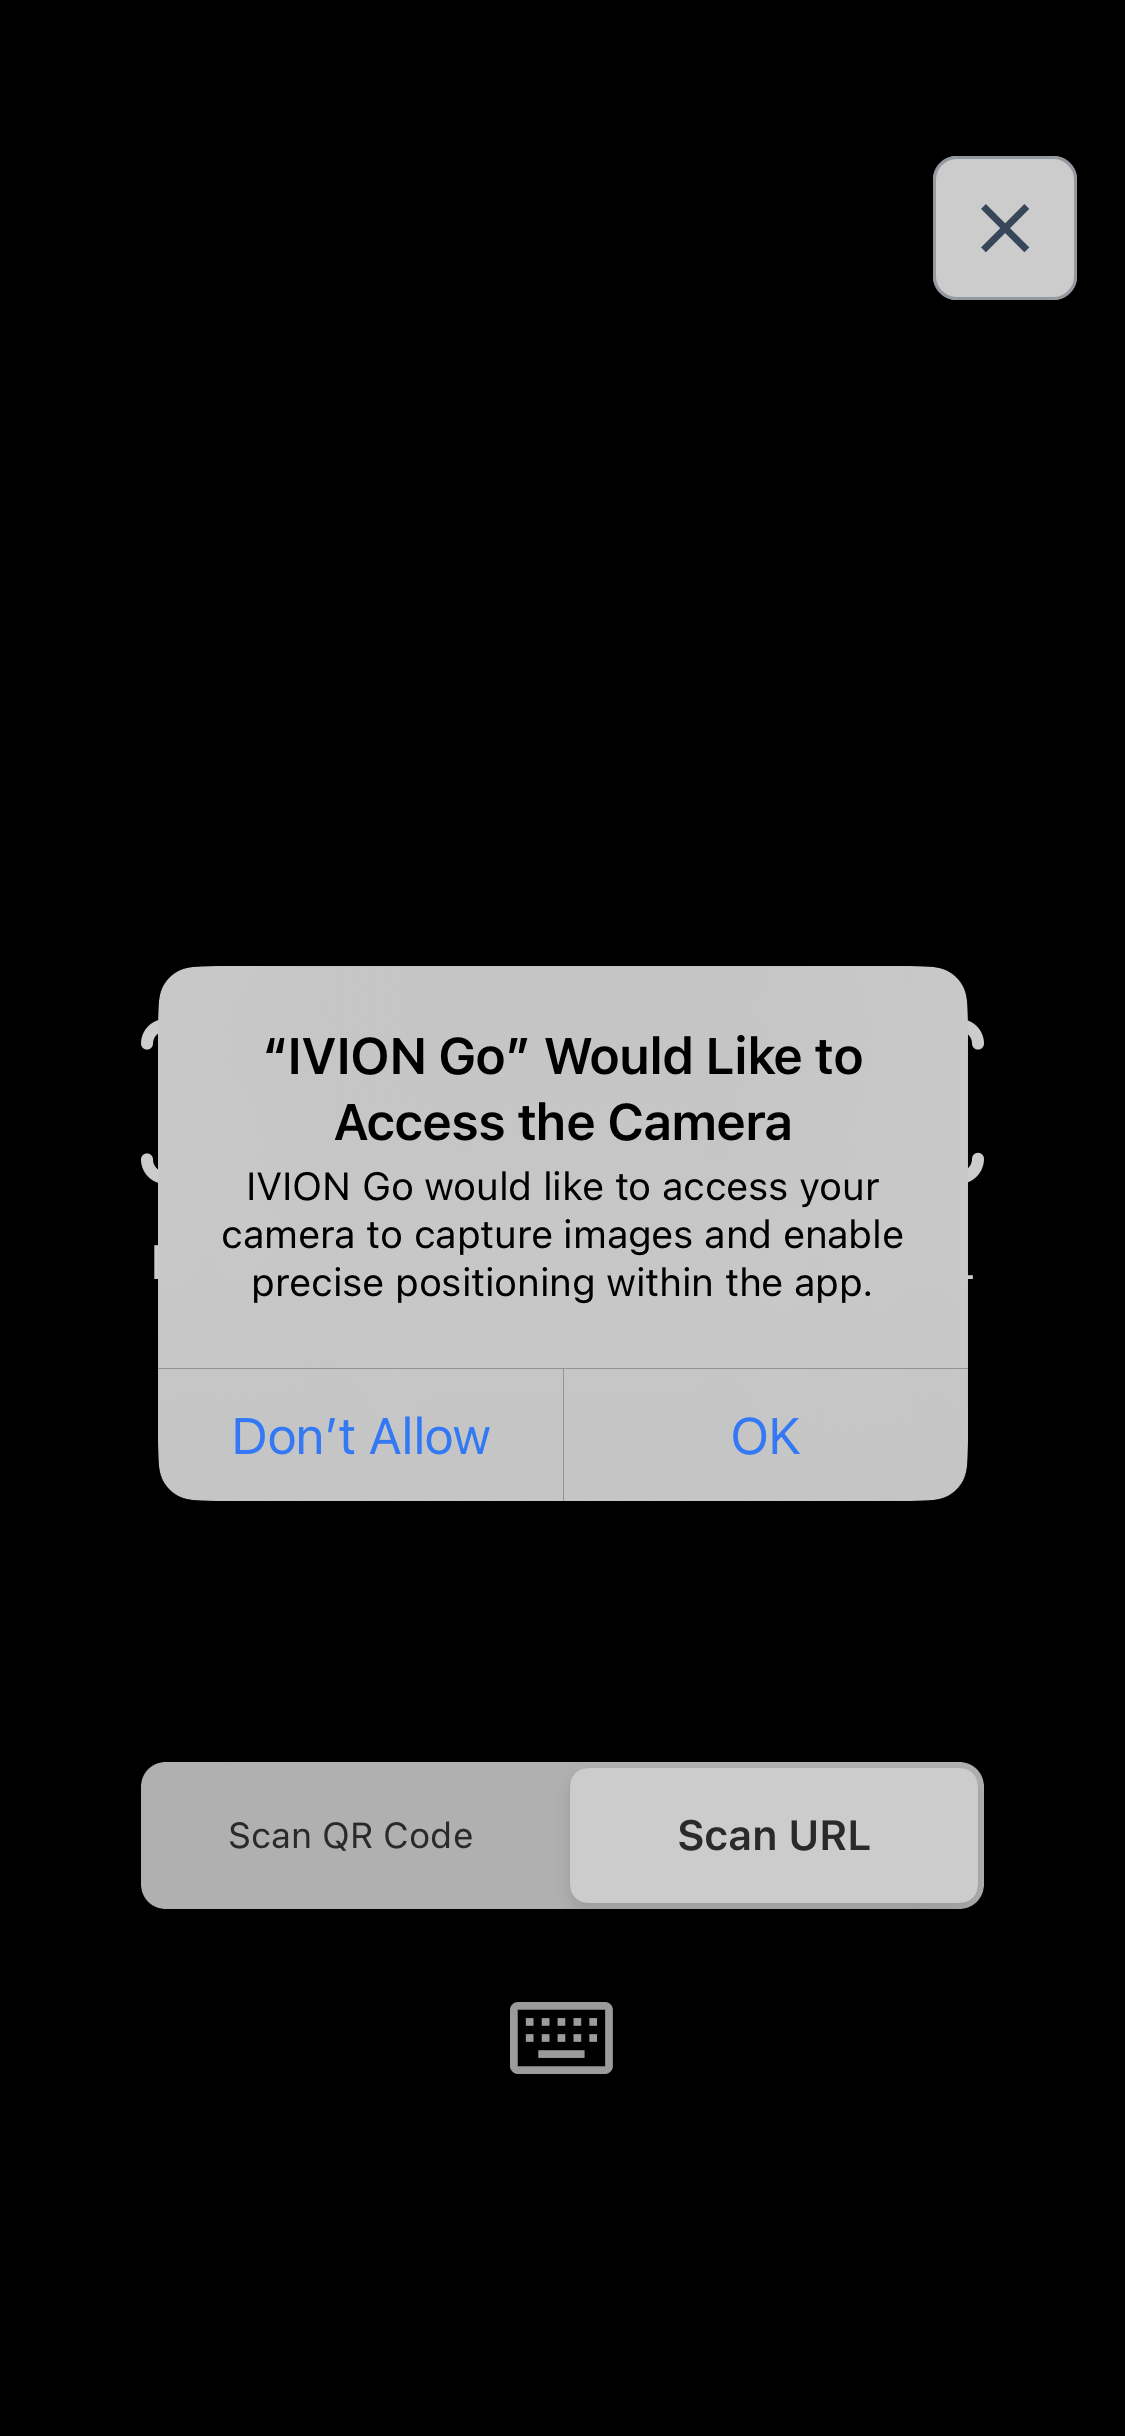 “IVION Go” Would Like to
Access the Camera
IVION Go would like to access your
camera to capture images and enable
precise positioning within the app.
Don’t Allow
OK
Scan QR Code
Scan URL